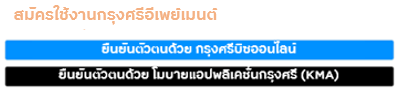 สมัครใช้งานกรุงศรีอีเพย์เมนต์
ยืนยันตัวตนด้วย กรุงศรีบิซออนไลน์
ยืนยันตัวตนด้วย โมบายแอปพลิเคชั่นกรุงศรี (KMA)